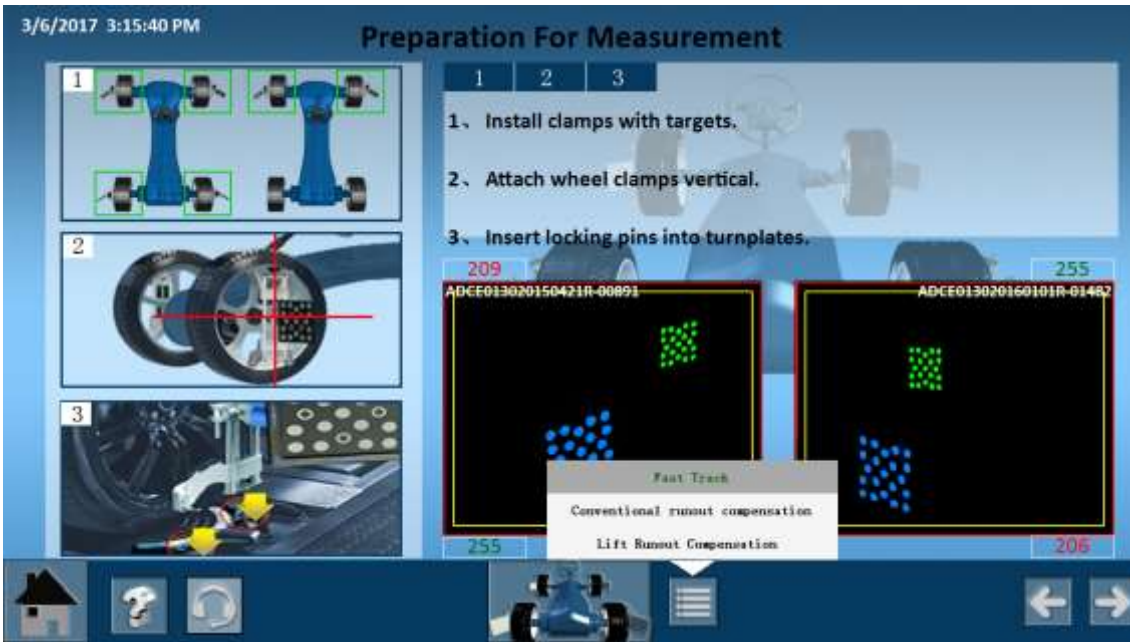 3/6/2017 3:15:40 PM
Preparation For Measurement
1
2
3
1 2 3
1、 Install clamps with targets.
2、 Attach wheel clamps vertical.
3、 Insert locking pins into turnplates.
209
255
ADCE013020150421R-00891
ADCE013020160101R-01482
Fast Track
Conventional runout compensation
Lift Runout Compensation
255
206